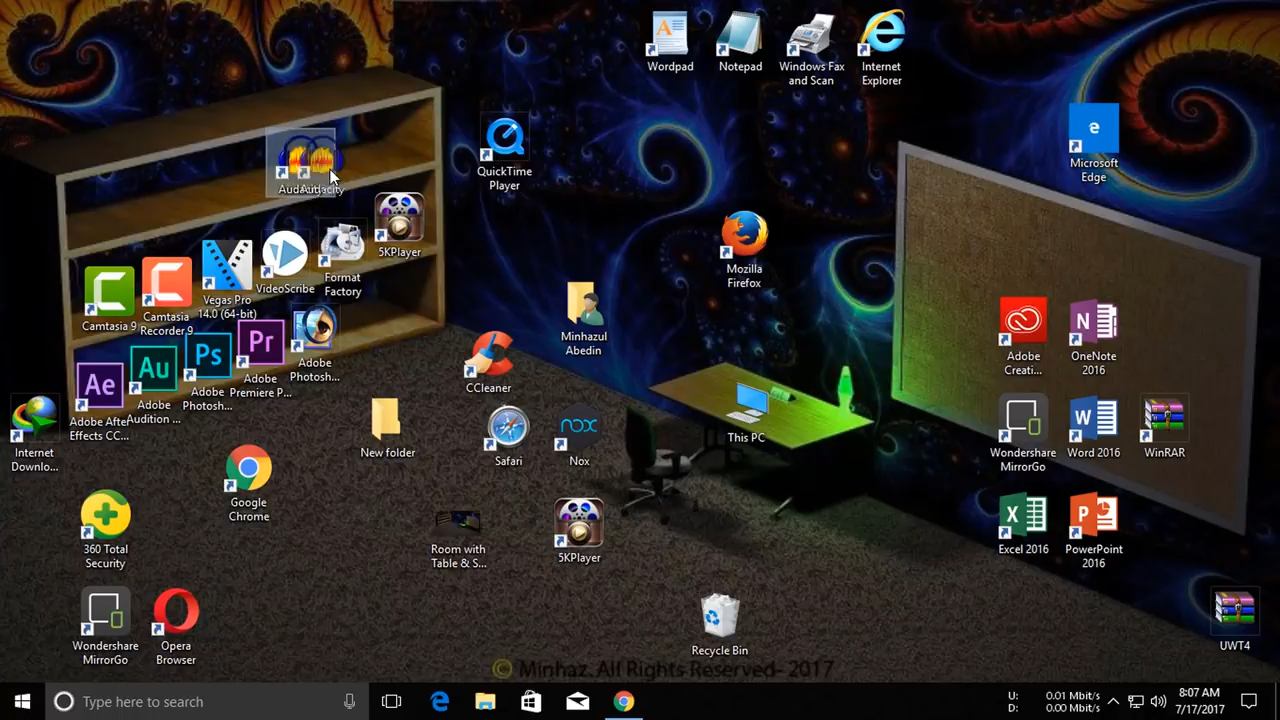 Wordpad
Notepad
Windows Fax
and Scan
Internet
Explorer
Microsoft
Edge
QuickTime
Player
Audacity
5KPlayer
Mozilla
Firefox
Format
Factory
VideoScribe
Vegas Pro
14.0 (64-bit)
Camtasia
Recorder 9
Camtasia 9
Minhazul
Abedin
Adobe
Creati...
OneNote
2016
Adobe
Photosh...
Adobe
Premiere P...
Adobe
Photosh...
Adobe
Audition ...
Adobe After
Effects CC...
CCleaner
This PC
Internet
Downlo...
New folder
Safari
Nox
Wondershare
MirrorGo
Word 2016
WinRAR
Google
Chrome
360 Total
Security
Room with
Table & S...
5KPlayer
Excel 2016
PowerPoint
2016
Wondershare
MirrorGo
Opera
Browser
Recycle Bin
UWT4
© Minhaz. All Rights Reserved- 2017
Type here to search
U: 0.01 Mbit/s
D: 0.00 Mbit/s
8:07 AM
7/17/2017